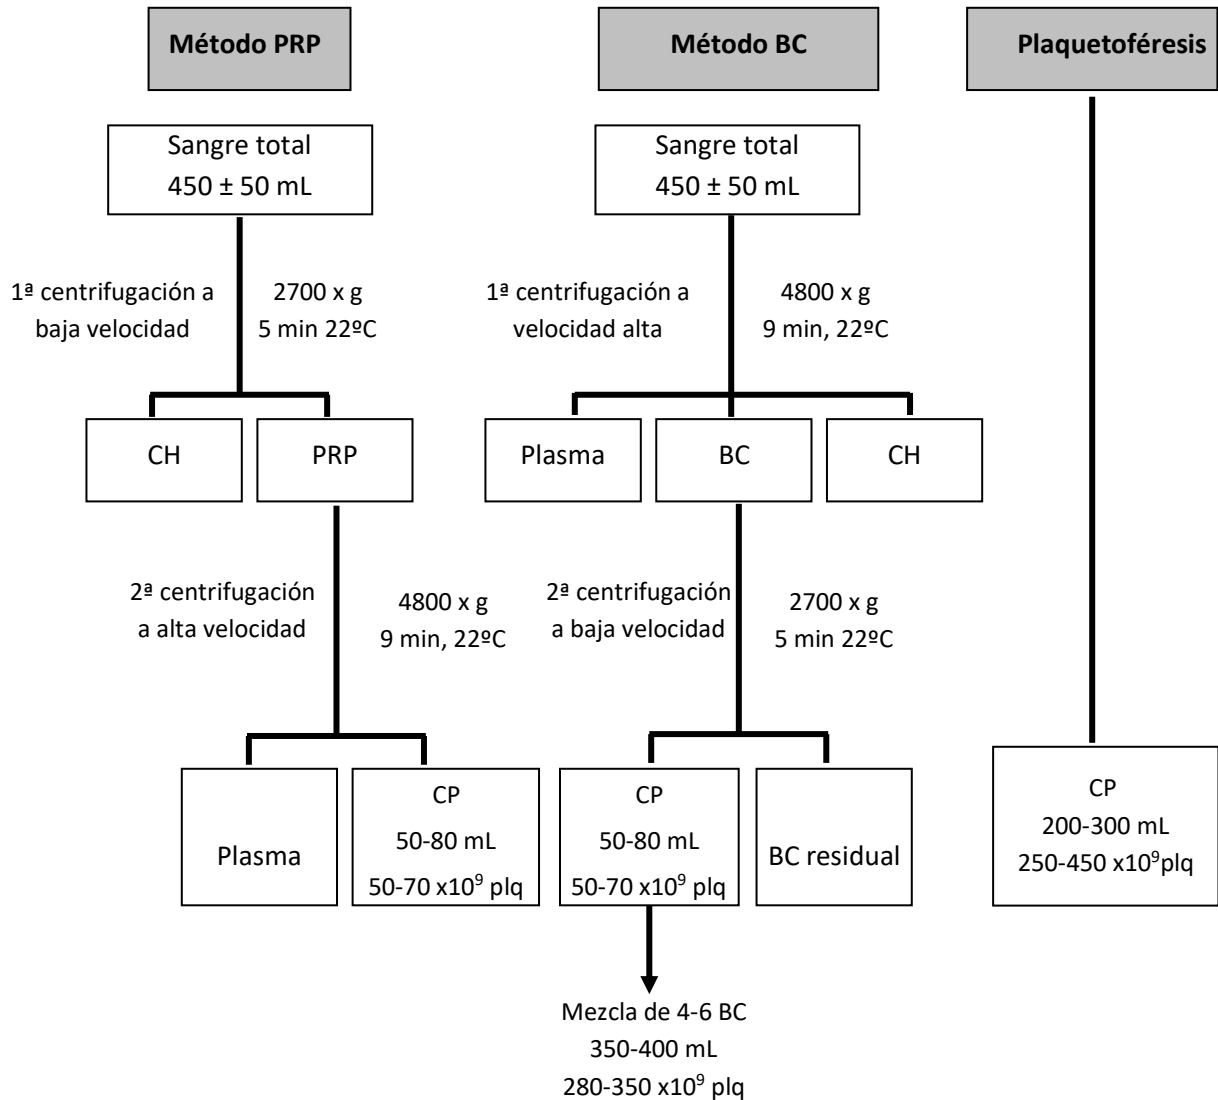 Método PRP
Método BC
Plaquetoféresis
Sangre total
450 ± 50 mL
Sangre total
450 ± 50 mL
1ª centrifugación a
baja velocidad
2700 x g
5 min 22ºC
1ª centrifugación a
velocidad alta
4800 x g
9 min, 22ºC
CH
PRP
Plasma
BC
CH
2ª centrifugación
a alta velocidad
4800 x g
9 min, 22ºC
2ª centrifugación
a baja velocidad
2700 x g
5 min 22ºC
Plasma
CP
50-80 mL
50-70 x10⁹ plq
CP
50-80 mL
50-70 x10⁹ plq
BC residual
CP
200-300 mL
250-450 x10⁹plq
Mezcla de 4-6 BC
350-400 mL
280-350 x10⁹ plq